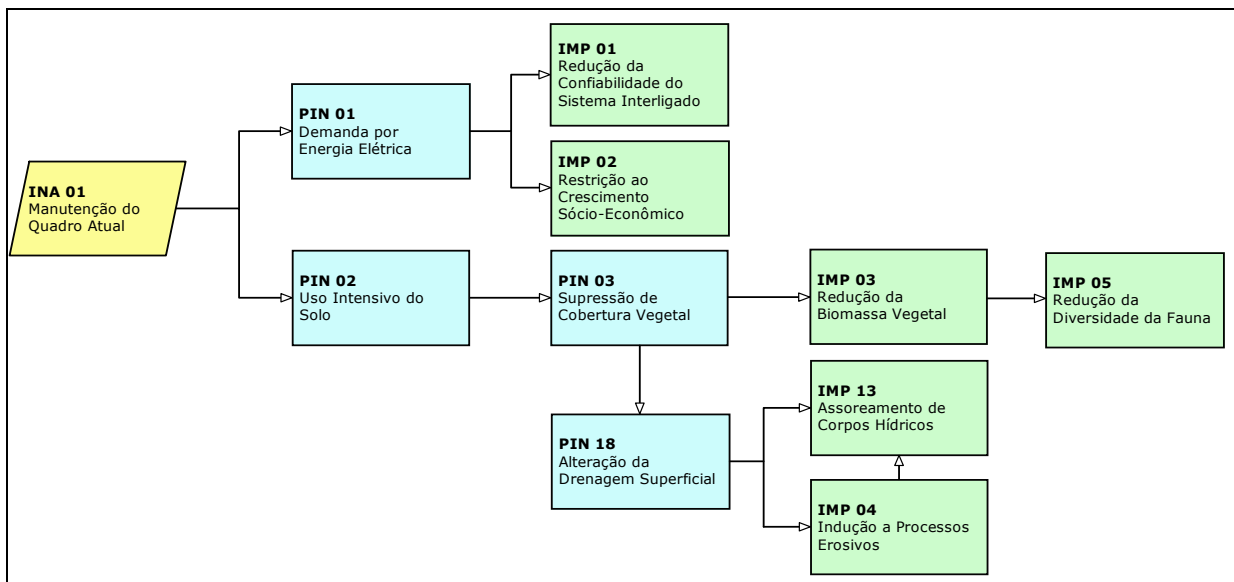 IMP 01
Redução da
Confiabilidade do
Sistema Interligado
PIN 01
Demanda por
Energia Elétrica
IMP 02
Restrição ao
Crescimento
Sócio-Econômico
INA 01
Manutenção do
Quadro Atual
PIN 02
Uso Intensivo do
Solo
PIN 03
Supressão de
Cobertura Vegetal
IMP 03
Redução da
Biomassa Vegetal
IMP 05
Redução da
Diversidade da Fauna
IMP 13
Assoreamento de
Corpos Hídricos
PIN 18
Alteração da
Drenagem Superficial
IMP 04
Indução a Processos
Erosivos